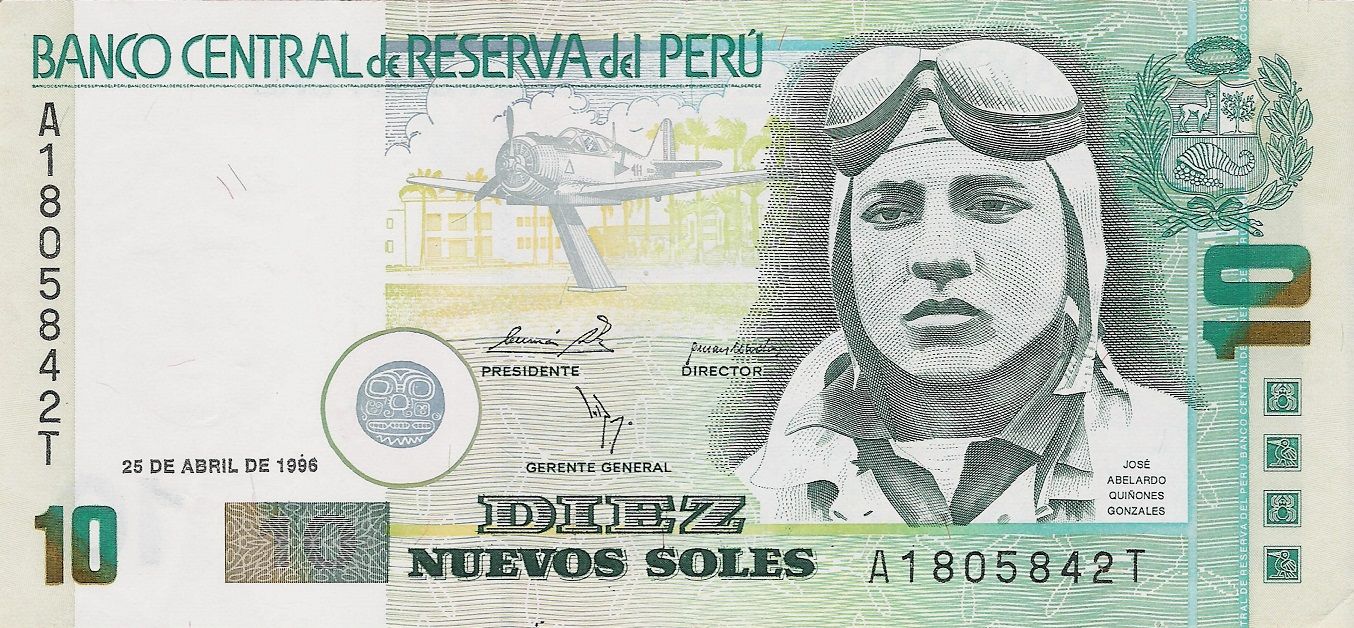 BANCO CENTRAL de RESERVA del PERÚ
A1805842T
PRESIDENTE
DIRECTOR
GERENTE GENERAL
25 DE ABRIL DE 1996
JOSÉ
ABELARDO
QUIÑONES
GONZALES
10
10
10
DIEZ
NUEVOS SOLES
A1805842T